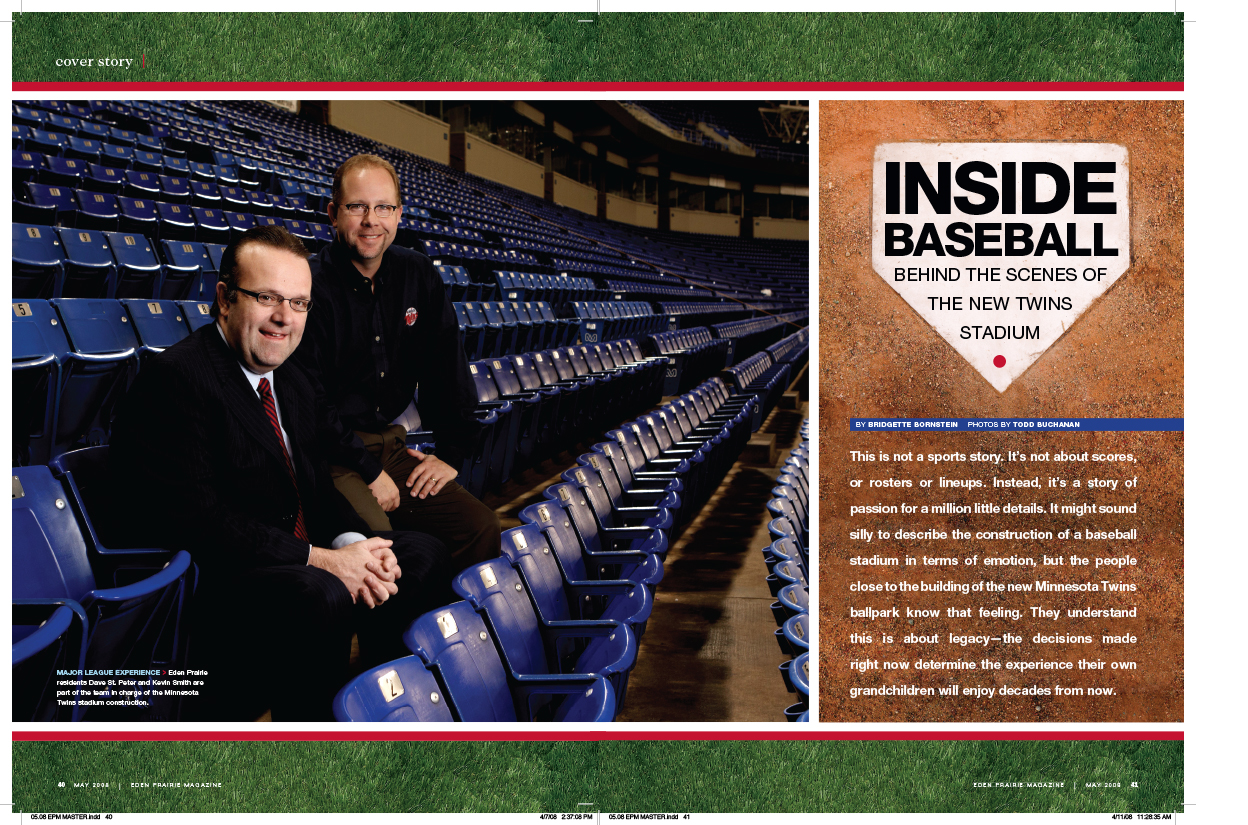 cover story
INSIDE
BASEBALL
BEHIND THE SCENES OF
THE NEW TWINS
STADIUM
BY BRIDGETTE BORNSTEIN PHOTOS BY TODD BUCHANAN
This is not a sports story. It's not about scores,
or rosters or lineups. Instead, it's a story of
passion for a million little details. It might sound
silly to describe the construction of a baseball
stadium in terms of emotion, but the people
close to the building of the new Minnesota Twins
ballpark know that feeling. They understand
this is about legacy—the decisions made
right now determine the experience their own
grandchildren will enjoy decades from now.
MAJOR LEAGUE EXPERIENCE > Eden Prairie
residents Dave St. Peter and Kevin Smith are
part of the team in charge of the Minnesota
Twins stadium construction.
5
7
8
1
2
40 MAY 2008 | EDEN PRAIRIE MAGAZINE
EDEN PRAIRIE MAGAZINE | MAY 2008 41
05.08 EPM MASTER.indd 40
4/7/08 2:37:08 PM
05.08 EPM MASTER.indd 41
4/11/08 11:28:35 AM